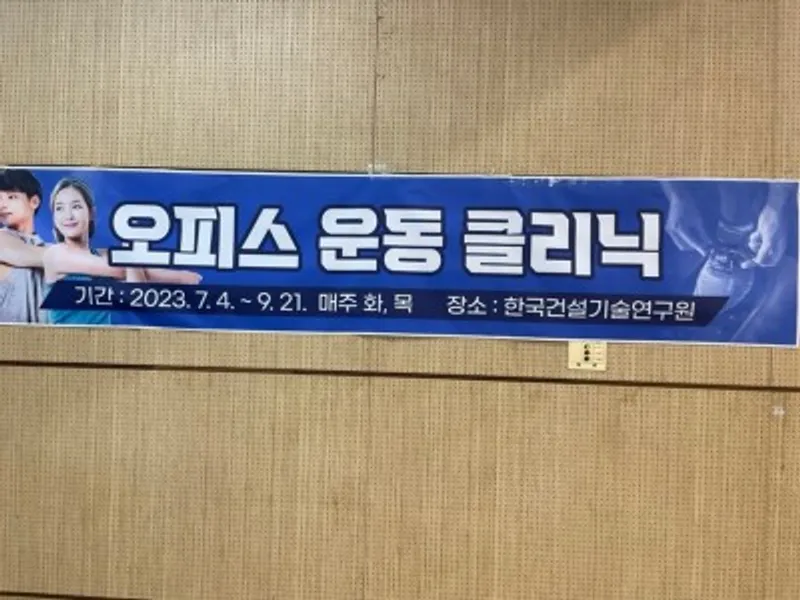 오피스 운동 클리닉
기간 : 2023. 7. 4. ~ 9. 21. 매주 화, 목 장소 : 한국건설기술연구원